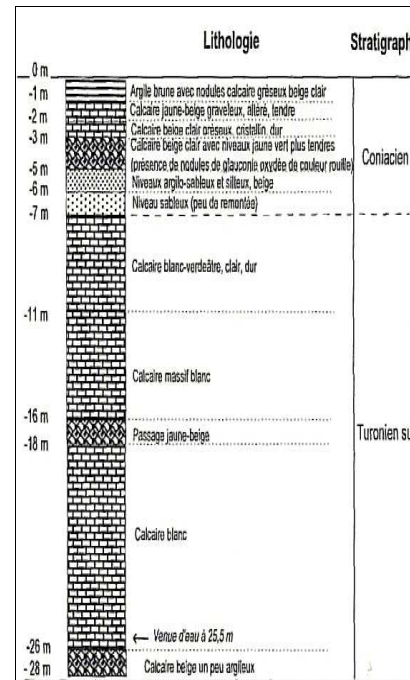 Lithologie Stratigraph
0 m
-1 m Argile brune avec nodules calcaire gréseux beige clair
-2 m Calcaire jaune-beige graveleux, altéré, tendre
-3 m Calcaire beige clair gréseux, cristallin, dur
Calcaire beige clair avec niveaux jaune vert plus tendres
(présence de nodules de glauconie oxydée de couleur rouille)
Coniacien
-5 m
Niveaux argilo-sableux et silteux, beige
-6 m
Niveau sableux (peu de remontée)
-7 m
Calcaire blanc-verdeâtre, clair, dur
-11 m
Calcaire massif blanc
-16 m
Passage jaune-beige
Turonien su
-18 m
Calcaire blanc
← Venue d'eau à 25,5 m
-26 m
Calcaire beige un peu argileux
- 28 m